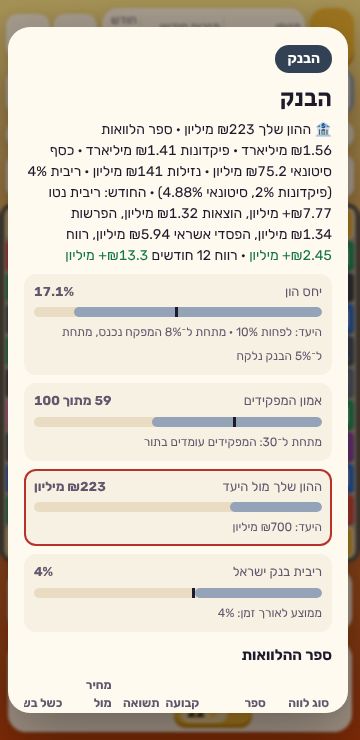 הבנק
הבנק
🏦 ההון שלך ₪223 מיליון • ספר הלוואות
₪1.56 מיליארד • פיקדונות ₪1.41 מיליארד • כסף
סיטונאי ₪75.2 מיליון • נזילות ₪141 מיליון • ריבית 4%
(פיקדונות 2%, סיטונאי 4.88%) • החודש: ריבית נטו
+₪7.77 מיליון, הוצאות ₪1.32 מיליון, הפרשות
₪1.34 מיליון, הפסדי אשראי ₪5.94 מיליון, רווח
+₪2.45 מיליון • רווח 12 חודשים +₪13.3 מיליון
יחס הון 17.1%
היעד: לפחות 10% • מתחת ל־8% המפקח נכנס, מתחת
ל־5% הבנק נלקח
אמון המפקידים 59 מתוך 100
מתחת ל־30: המפקידים עומדים בתור
ההון שלך מול היעד ₪223 מיליון
היעד: ₪700 מיליון
ריבית בנק ישראל 4%
ממוצע לאורך זמן: 4%
ספר ההלוואות
סוג לווה ספר קבועה תשואה מחיר מול כשל בש